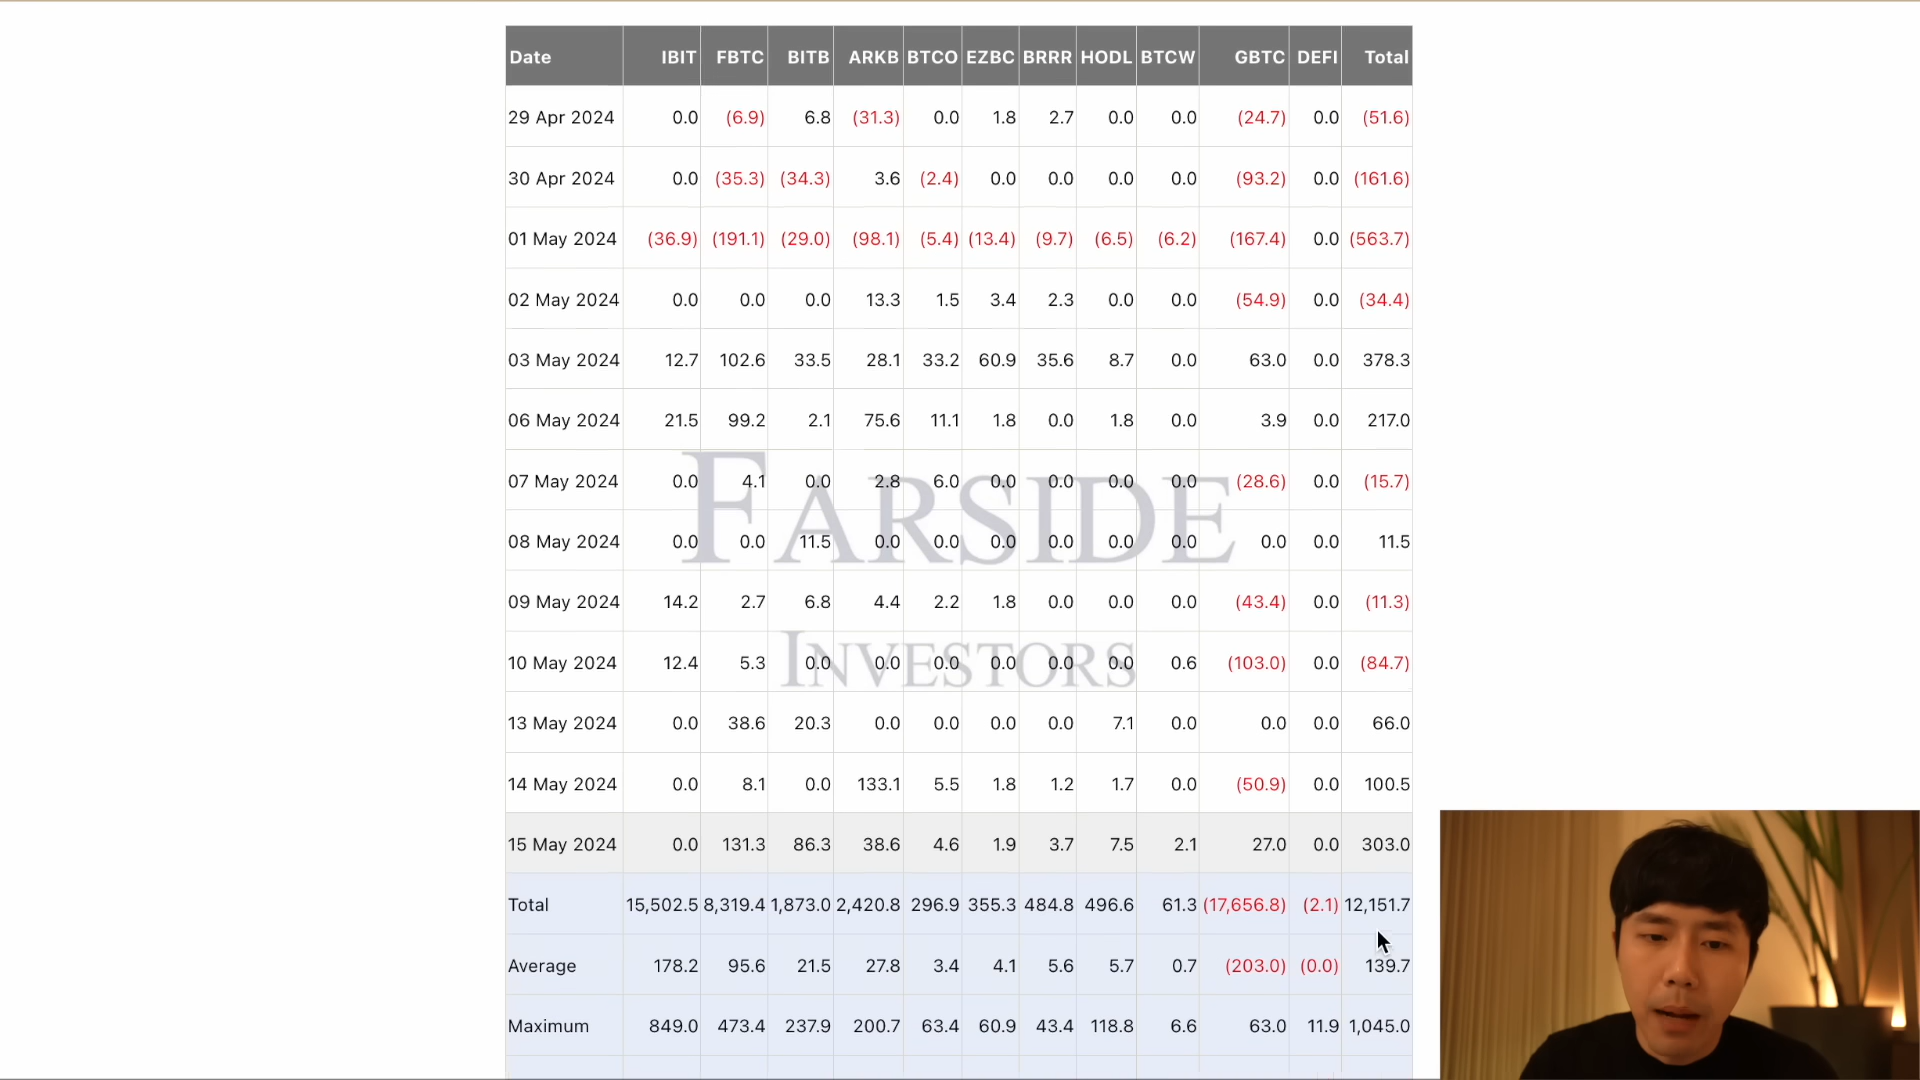 Date IBIT FBTC BITB ARKB BTCO EZBC BRRR HODL BTCW GBTC DEFI Total
29 Apr 2024 0.0 (6.9) 6.8 (31.3) 0.0 1.8 2.7 0.0 0.0 (24.7) 0.0 (51.6)
30 Apr 2024 0.0 (35.3) (34.3) 3.6 (2.4) 0.0 0.0 0.0 0.0 (93.2) 0.0 (161.6)
01 May 2024 (36.9) (191.1) (29.0) (98.1) (5.4) (13.4) (9.7) (6.5) (6.2) (167.4) 0.0 (563.7)
02 May 2024 0.0 0.0 0.0 13.3 1.5 3.4 2.3 0.0 0.0 (54.9) 0.0 (34.4)
03 May 2024 12.7 102.6 33.5 28.1 33.2 60.9 35.6 8.7 0.0 63.0 0.0 378.3
06 May 2024 21.5 99.2 2.1 75.6 11.1 1.8 0.0 1.8 0.0 3.9 0.0 217.0
07 May 2024 0.0 4.1 0.0 2.8 6.0 0.0 0.0 0.0 0.0 (28.6) 0.0 (15.7)
FARSIDE
08 May 2024 0.0 0.0 11.5 0.0 0.0 0.0 0.0 0.0 0.0 0.0 0.0 11.5
09 May 2024 14.2 2.7 6.8 4.4 2.2 1.8 0.0 0.0 0.0 (43.4) 0.0 (11.3)
10 May 2024 12.4 5.3 0.0 0.0 0.0 0.0 0.0 0.0 0.6 (103.0) 0.0 (84.7)
INVESTORS
13 May 2024 0.0 38.6 20.3 0.0 0.0 0.0 0.0 7.1 0.0 0.0 0.0 66.0
14 May 2024 0.0 8.1 0.0 133.1 5.5 1.8 1.2 1.7 0.0 (50.9) 0.0 100.5
15 May 2024 0.0 131.3 86.3 38.6 4.6 1.9 3.7 7.5 2.1 27.0 0.0 303.0
Total 15,502.5 8,319.4 1,873.0 2,420.8 296.9 355.3 484.8 496.6 61.3 (17,656.8) (2.1) 12,151.7
Average 178.2 95.6 21.5 27.8 3.4 4.1 5.6 5.7 0.7 (203.0) (0.0) 139.7
Maximum 849.0 473.4 237.9 200.7 63.4 60.9 43.4 118.8 6.6 63.0 11.9 1,045.0